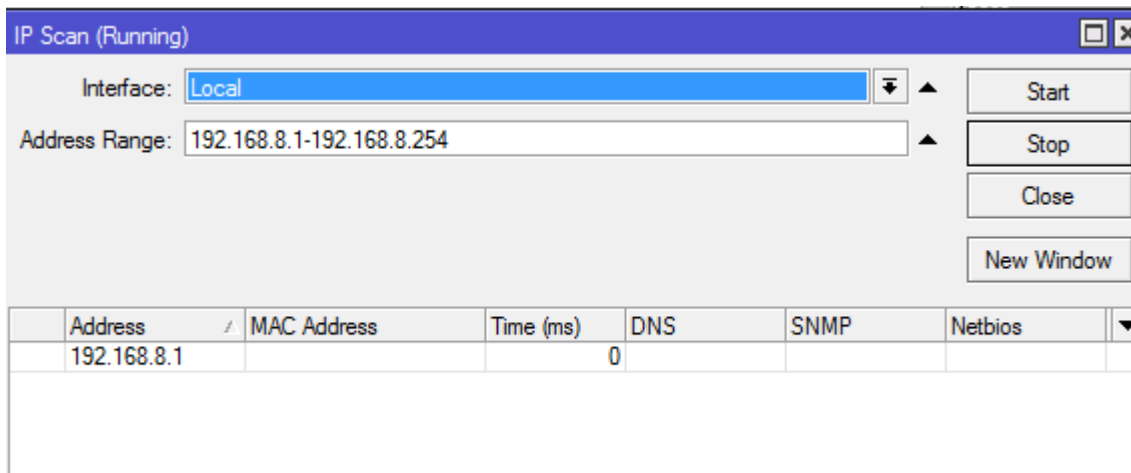 IP Scan (Running)
Interface: Local
Start
Address Range: 192.168.8.1-192.168.8.254
Stop
Close
New Window
Address MAC Address Time (ms) DNS SNMP Netbios
192.168.8.1 0